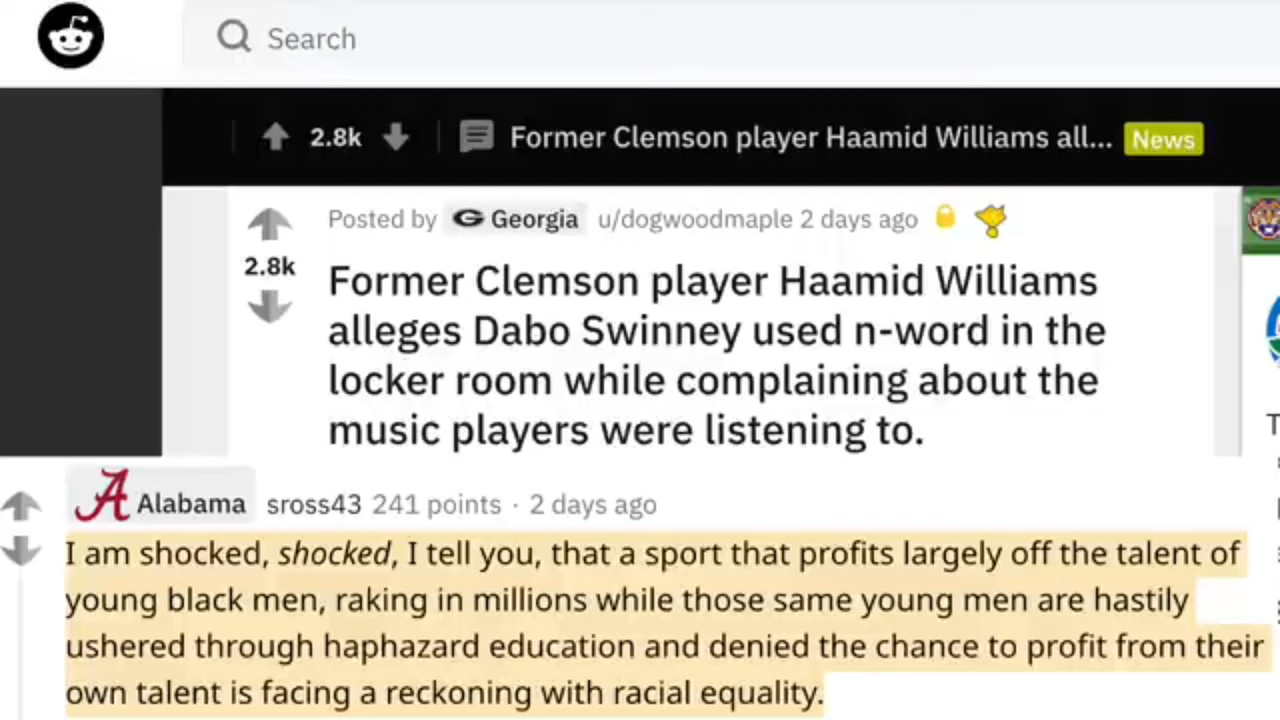 Search
2.8k Former Clemson player Haamid Williams all... News
Posted by Georgia u/dogwoodmaple 2 days ago
2.8k
Former Clemson player Haamid Williams
alleges Dabo Swinney used n-word in the
locker room while complaining about the
music players were listening to.
Alabama sross43 241 points · 2 days ago
I am shocked, shocked, I tell you, that a sport that profits largely off the talent of
young black men, raking in millions while those same young men are hastily
ushered through haphazard education and denied the chance to profit from their
own talent is facing a reckoning with racial equality.